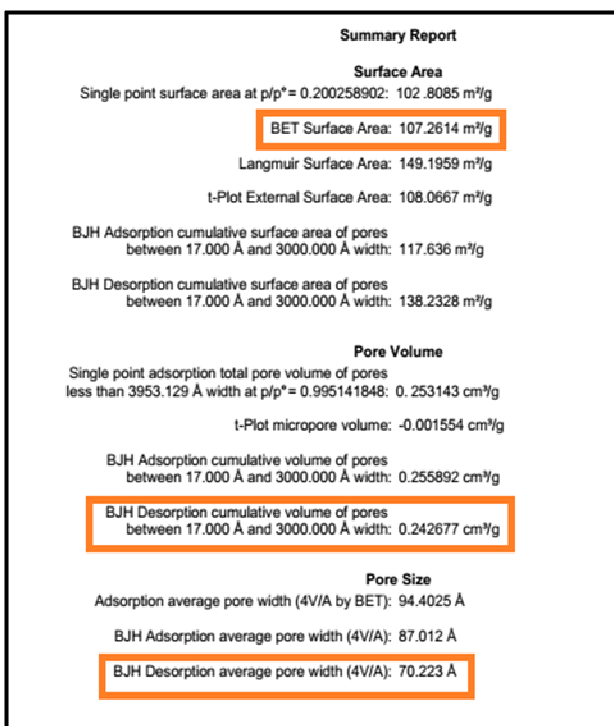 Summary Report
Surface Area
Single point surface area at p/p° = 0.200258902: 102 .8085 m²/g
BET Surface Area: 107.2614 m²/g
Langmuir Surface Area: 149.1959 m²/g
t-Plot External Surface Area: 108.0667 m²/g
BJH Adsorption cumulative surface area of pores
between 17.000 Å and 3000.000 Å width: 117.636 m²/g
BJH Desorption cumulative surface area of pores
between 17.000 Å and 3000.000 Å width: 138.2328 m²/g
Pore Volume
Single point adsorption total pore volume of pores
less than 3953.129 Å width at p/p° = 0.995141848: 0.253143 cm³/g
t-Plot micropore volume: -0.001554 cm³/g
BJH Adsorption cumulative volume of pores
between 17.000 Å and 3000.000 Å width: 0.255892 cm³/g
BJH Desorption cumulative volume of pores
between 17.000 Å and 3000.000 Å width: 0.242677 cm³/g
Pore Size
Adsorption average pore width (4V/A by BET): 94.4025 Å
BJH Adsorption average pore width (4V/A): 87.012 Å
BJH Desorption average pore width (4V/A): 70.223 Å